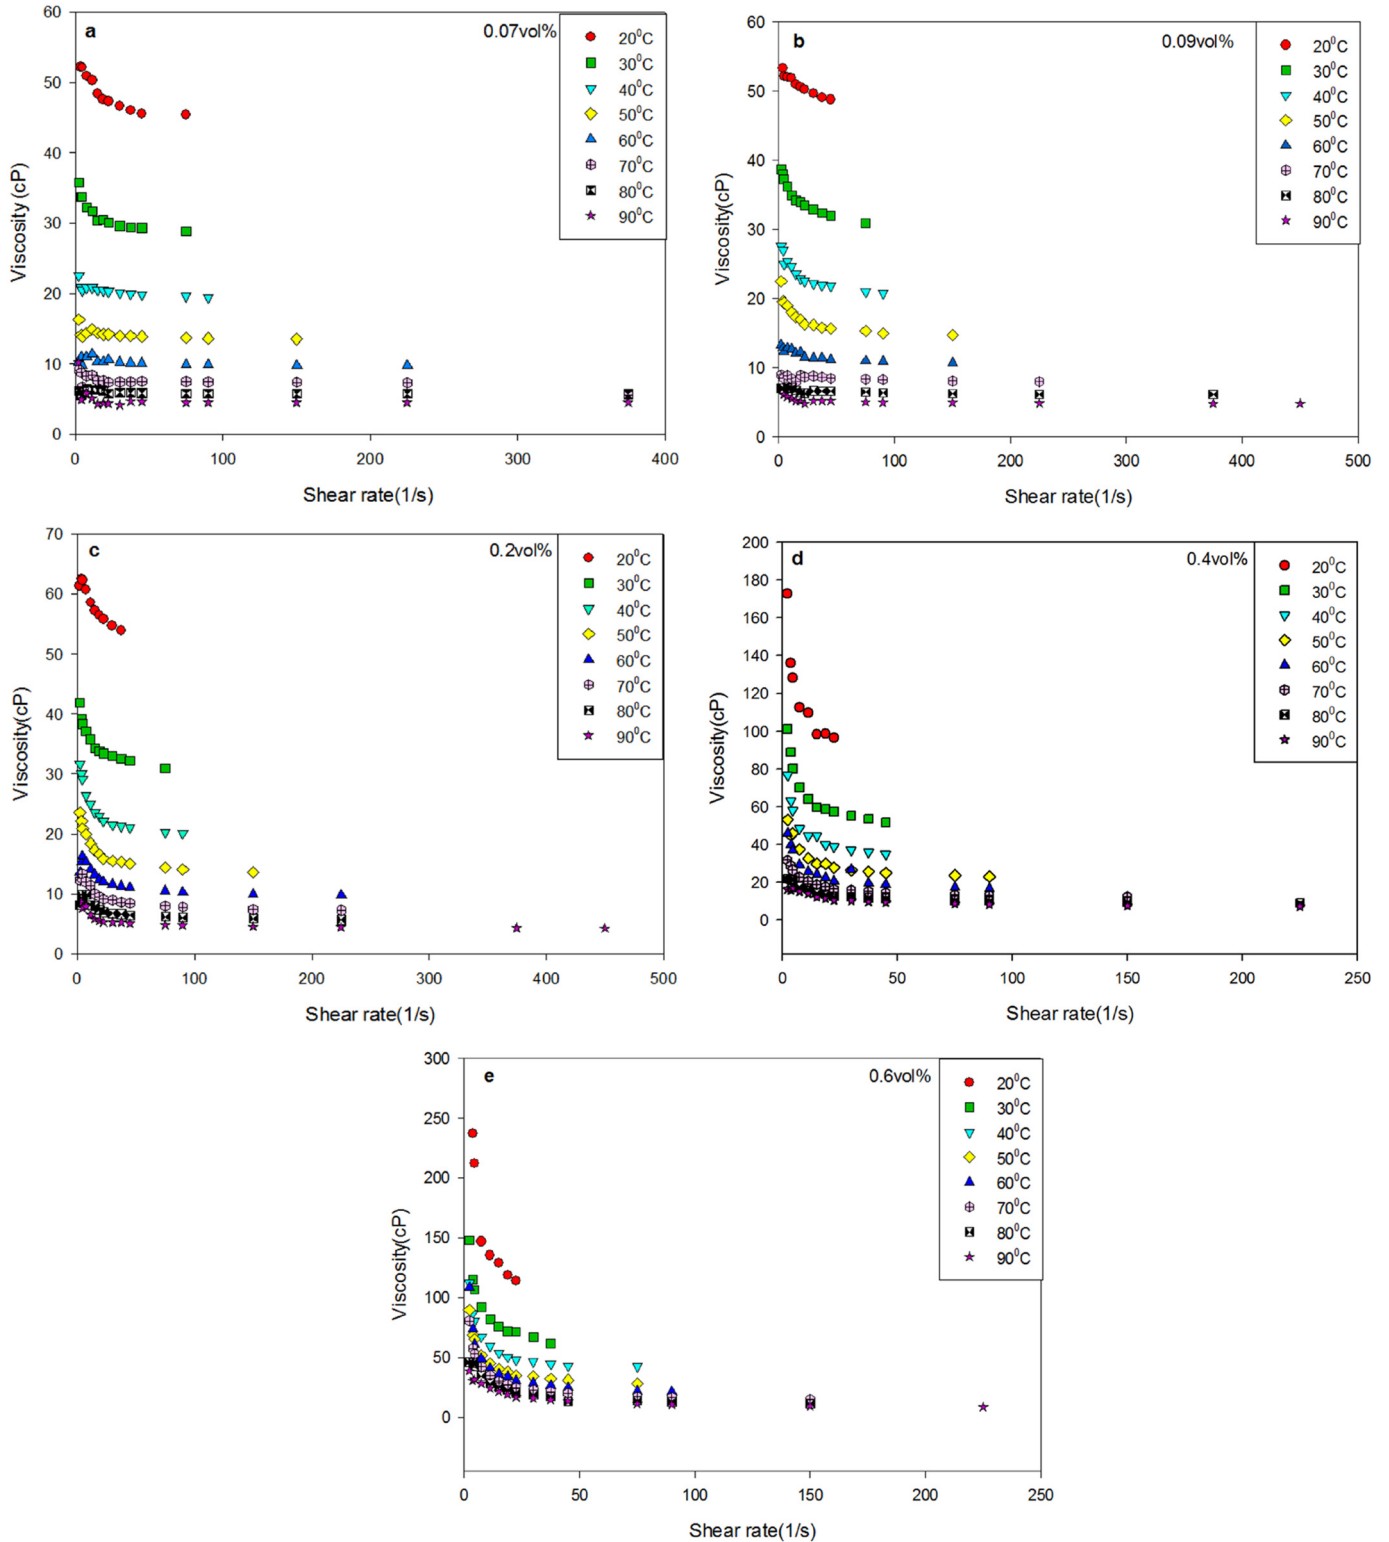 a
0.07vol%
20⁰C
30⁰C
40⁰C
50⁰C
60⁰C
70⁰C
80⁰C
90⁰C
60
50
40
30
20
10
0
Viscosity (cP)
0
100
200
300
400
Shear rate(1/s)
b
0.09vol%
20⁰C
30⁰C
40⁰C
50⁰C
60⁰C
70⁰C
80⁰C
90⁰C
60
50
40
30
20
10
0
Viscosity(cP)
0
100
200
300
400
500
Shear rate(1/s)
c
0.2vol%
20⁰C
30⁰C
40⁰C
50⁰C
60⁰C
70⁰C
80⁰C
90⁰C
70
60
50
40
30
20
10
0
Viscosity(cP)
0
100
200
300
400
500
Shear rate(1/s)
d
0.4vol%
20⁰C
30⁰C
40⁰C
50⁰C
60⁰C
70⁰C
80⁰C
90⁰C
200
180
160
140
120
100
80
60
40
20
0
Viscosity(cP)
0
50
100
150
200
250
Shear rate(1/s)
e
0.6vol%
20⁰C
30⁰C
40⁰C
50⁰C
60⁰C
70⁰C
80⁰C
90⁰C
300
250
200
150
100
50
0
Viscosity(cP)
0
50
100
150
200
250
Shear rate(1/s)